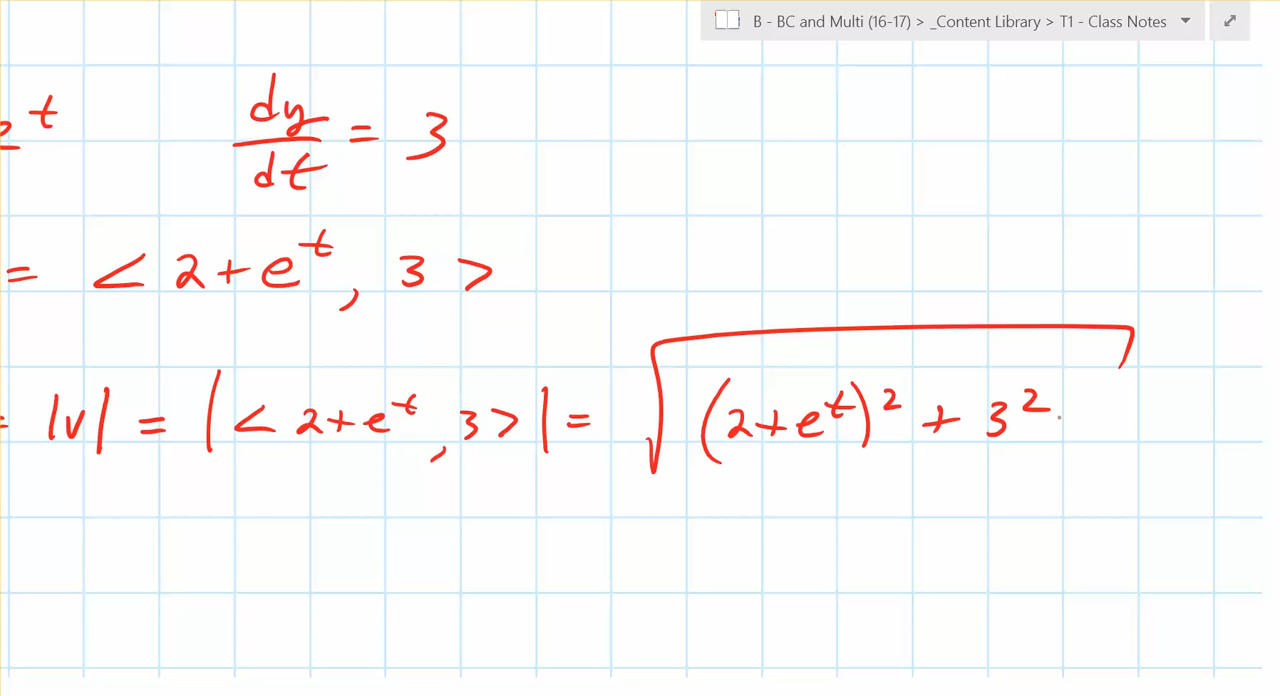 B - BC and Multi (16-17) > _Content Library > T1 - Class Notes
e^t dy/dt = 3
= < 2 + e^t, 3 >
= |v| = | < 2 + e^t, 3 > | = √((2 + e^t)^2 + 3^2)